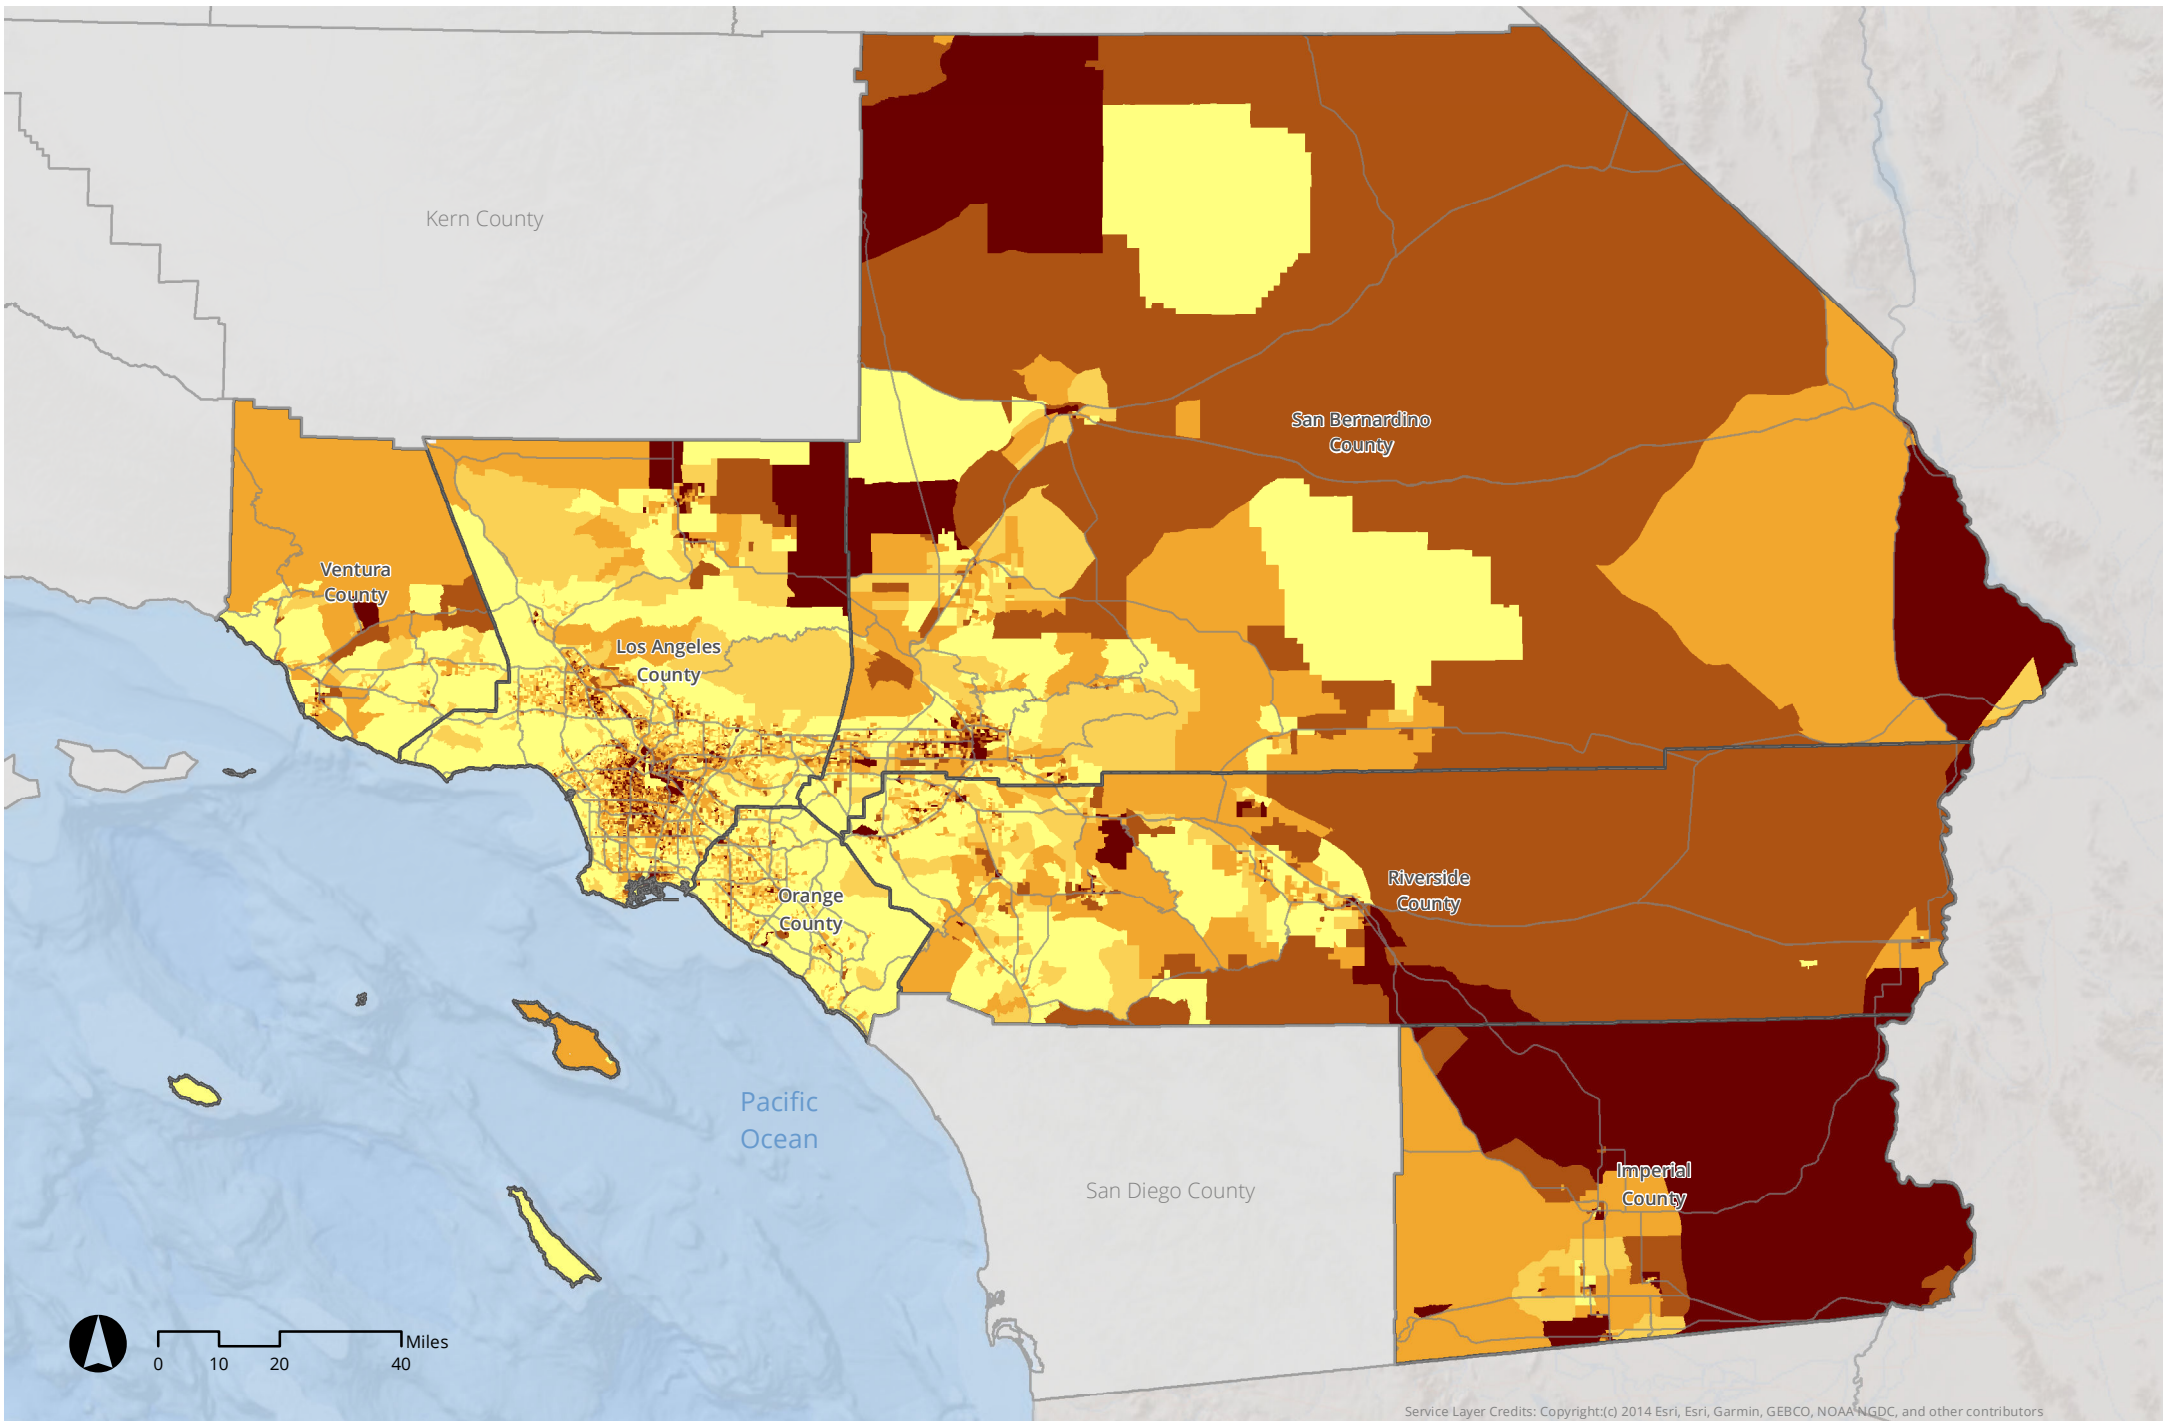 Kern County
San Bernardino
County
Ventura
County
Los Angeles
County
Riverside
County
Orange
County
Pacific
Ocean
San Diego County
Imperial
County
Miles
0 10 20 40
Service Layer Credits: Copyright:(c) 2014 Esri, Esri, Garmin, GEBCO, NOAA NGDC, and other contributors